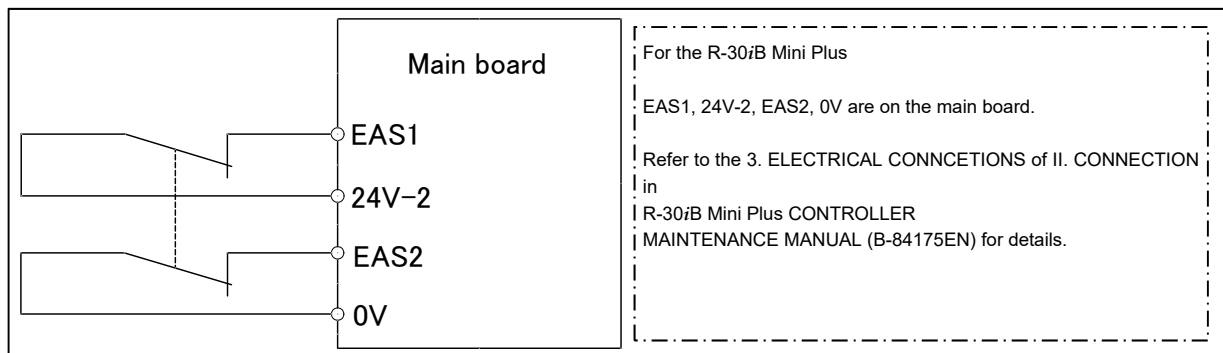 Main board
EAS1
24V-2
EAS2
0V
For the R-30iB Mini Plus
EAS1, 24V-2, EAS2, 0V are on the main board.
Refer to the 3. ELECTRICAL CONNCETIONS of II. CONNECTION
in
R-30iB Mini Plus CONTROLLER
MAINTENANCE MANUAL (B-84175EN) for details.